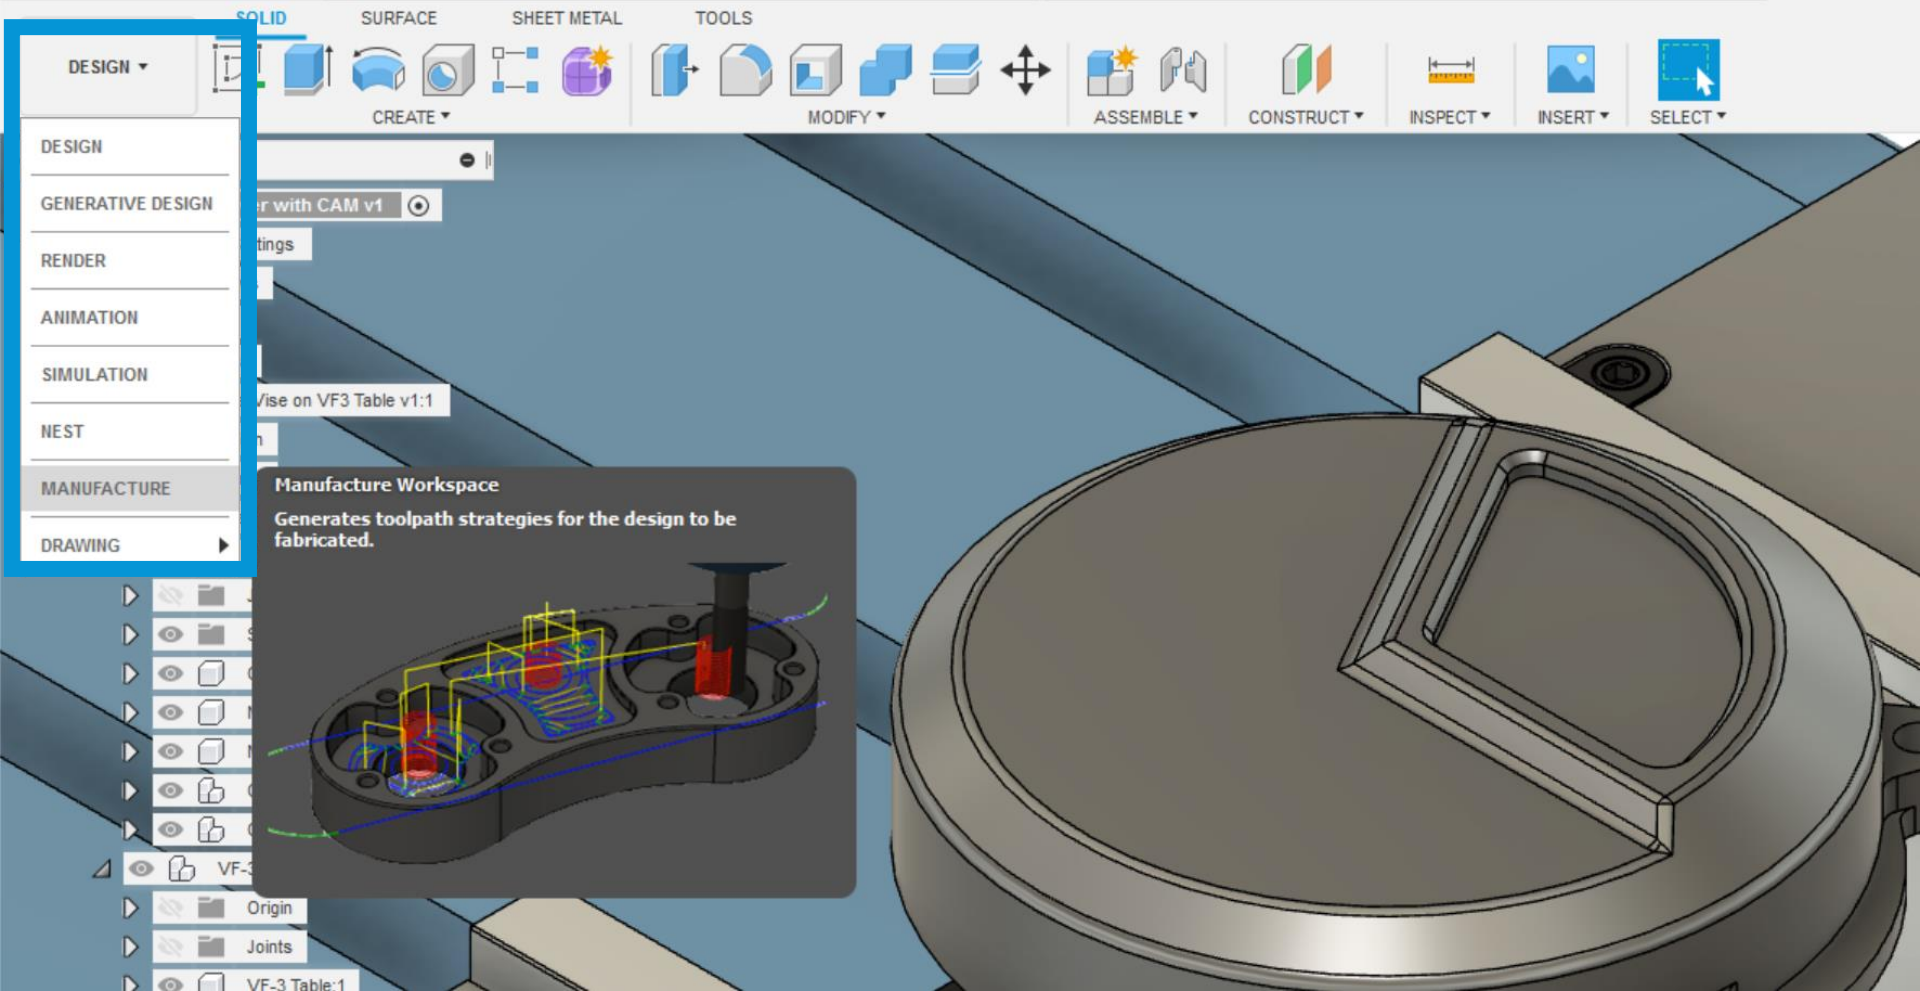 SOLID
SURFACE
SHEET METAL
TOOLS
DESIGN
CREATE
MODIFY
ASSEMBLE
CONSTRUCT
INSPECT
INSERT
SELECT
DESIGN
GENERATIVE DESIGN
RENDER
ANIMATION
SIMULATION
NEST
MANUFACTURE
DRAWING
with CAM v1
Vise on VF3 Table v1:1
Manufacture Workspace
Generates toolpath strategies for the design to be
fabricated.
Origin
Joints
VF-3 Table:1